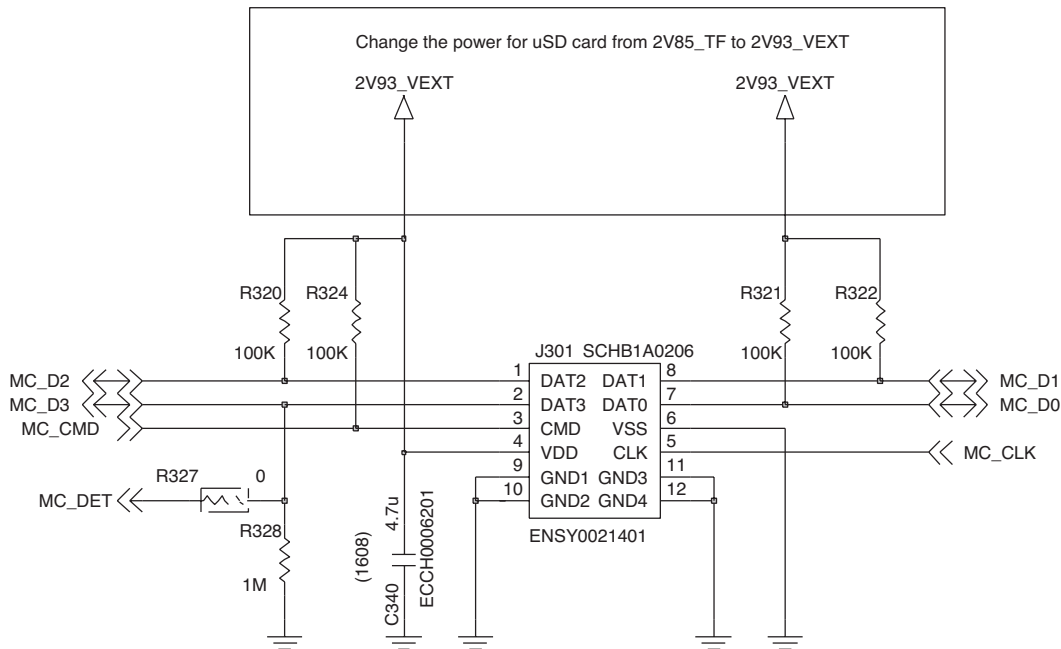 Change the power for uSD card from 2V85_TF to 2V93_VEXT
2V93_VEXT
2V93_VEXT
R320
R324
R321
R322
100K
100K
100K
100K
J301 SCHB1A0206
MC_D2
1
DAT2
DAT1
8
MC_D1
MC_D3
2
DAT3
DAT0
7
MC_D0
MC_CMD
3
CMD
VSS
6
4
VDD
CLK
5
MC_CLK
9
GND1
GND3
11
10
GND2
GND4
12
R327
0
MC_DET
ENSY0021401
R328
1M
(1608)
C340
4.7u
ECCH0006201